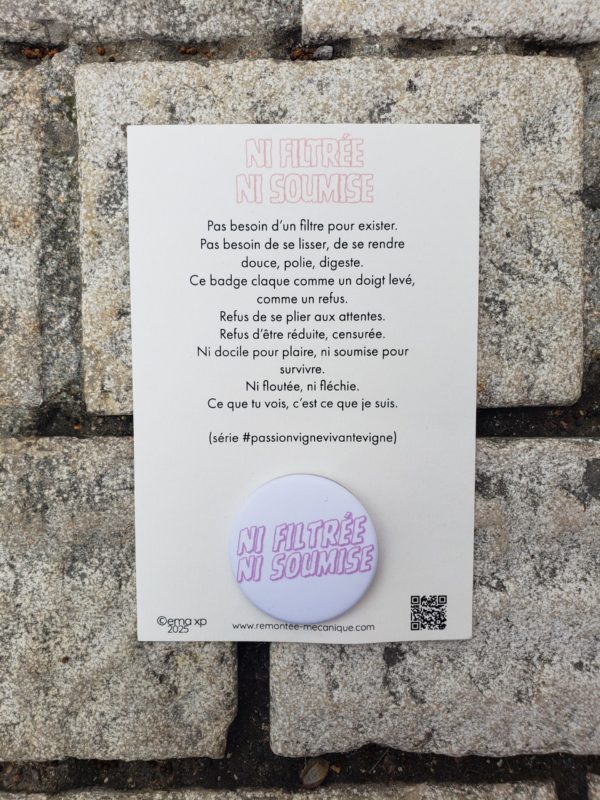 NI FILTRÉE
NI SOUMISE
Pas besoin d'un filtre pour exister.
Pas besoin de se lisser, de se rendre
douce, polie, digeste.
Ce badge claque comme un doigt levé,
comme un refus.
Refus de se plier aux attentes.
Refus d'être réduite, censurée.
Ni docile pour plaire, ni soumise pour
survivre.
Ni floutée, ni fléchie.
Ce que tu vois, c'est ce que je suis.
(série #passionvignevivantevigne)
NI FILTRÉE
NI SOUMISE
©ema xp
2025
www.remontee-mecanique.com